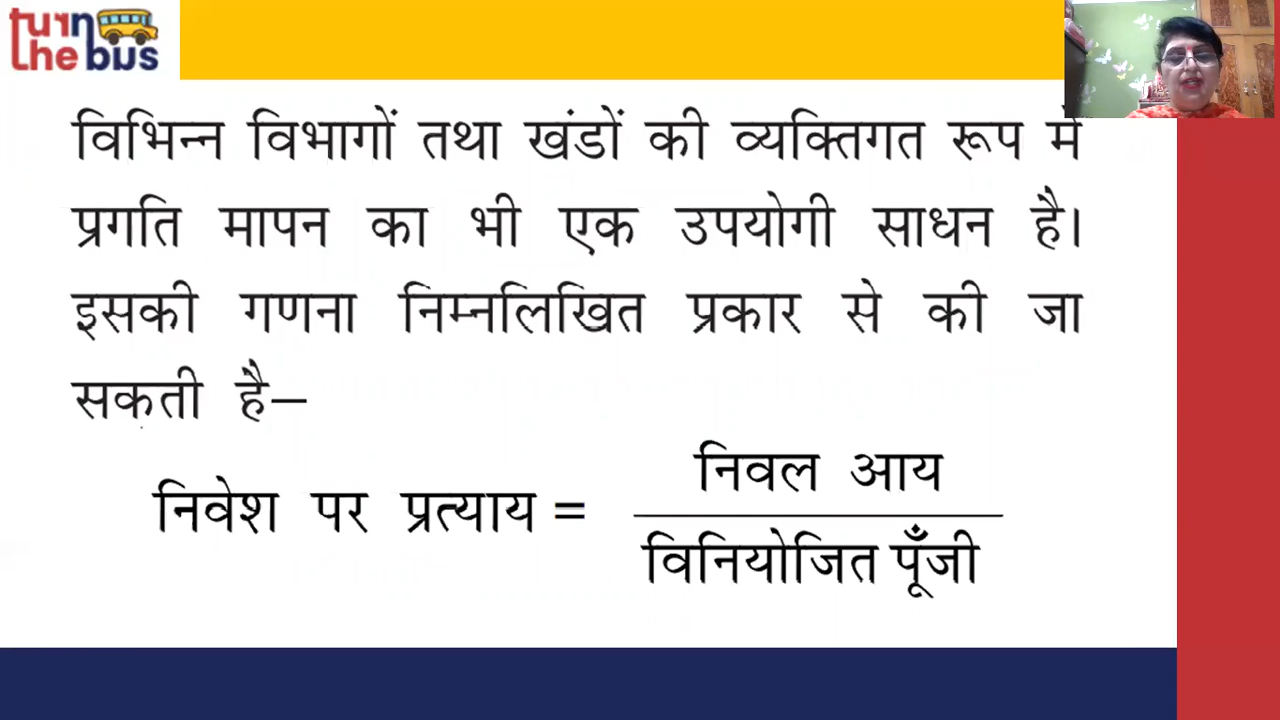 turn
the bus
विभिन्न विभागों तथा खंडों की व्यक्तिगत रूप में
प्रगति मापन का भी एक उपयोगी साधन है।
इसकी गणना निम्नलिखित प्रकार से की जा
सकती है—
निवल आय
निवेश पर प्रत्याय =
विनियोजित पूँजी